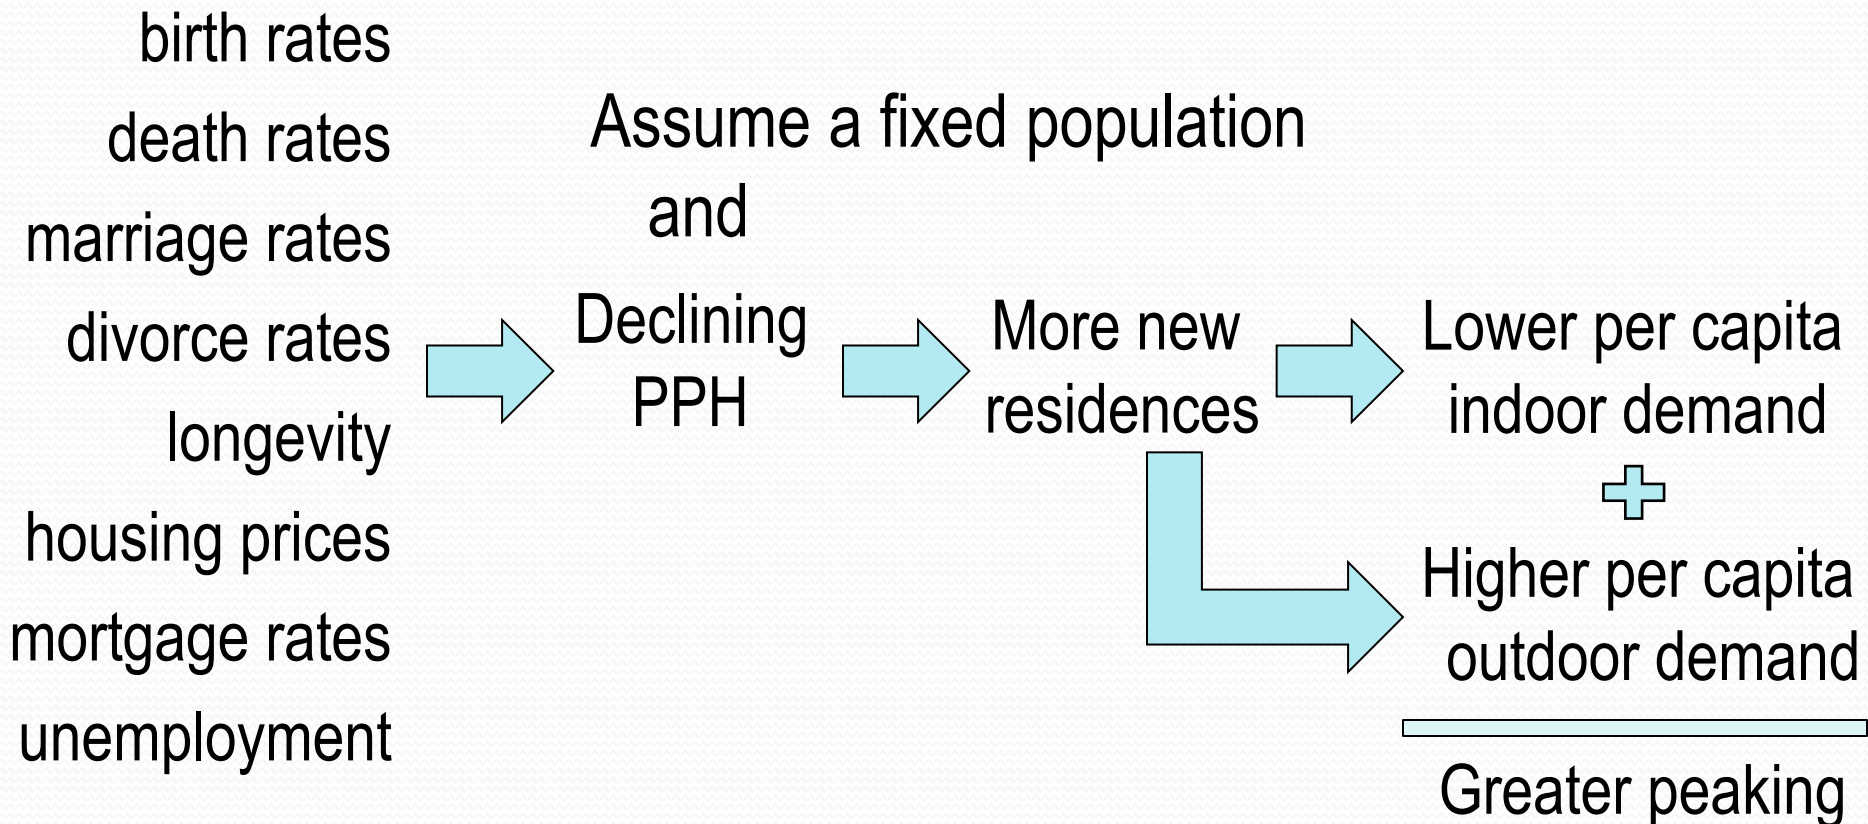 birth rates
death rates
marriage rates
divorce rates
longevity
housing prices
mortgage rates
unemployment
Assume a fixed population
and
Declining
PPH
More new
residences
Lower per capita
indoor demand
Higher per capita
outdoor demand
Greater peaking